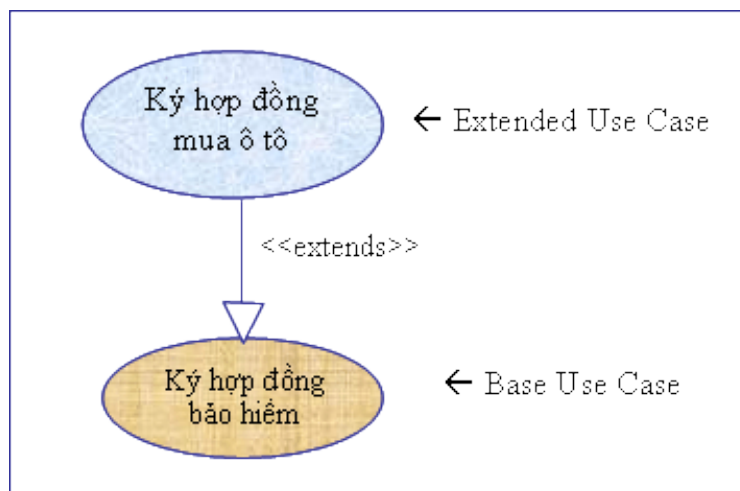 Ký hợp đồng
mua ô tô
← Extended Use Case
<<extends>>
Ký hợp đồng
bảo hiểm
← Base Use Case